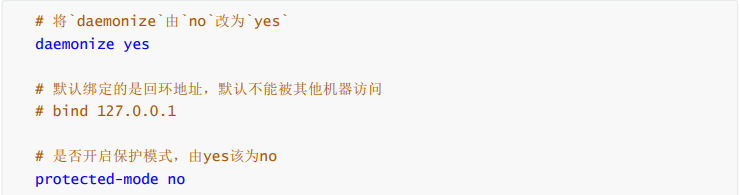 # 将`daemonize`由`no`改为`yes`
daemonize yes
# 默认绑定的是回环地址，默认不能被其他机器访问
# bind 127.0.0.1
# 是否开启保护模式，由yes该为no
protected-mode no